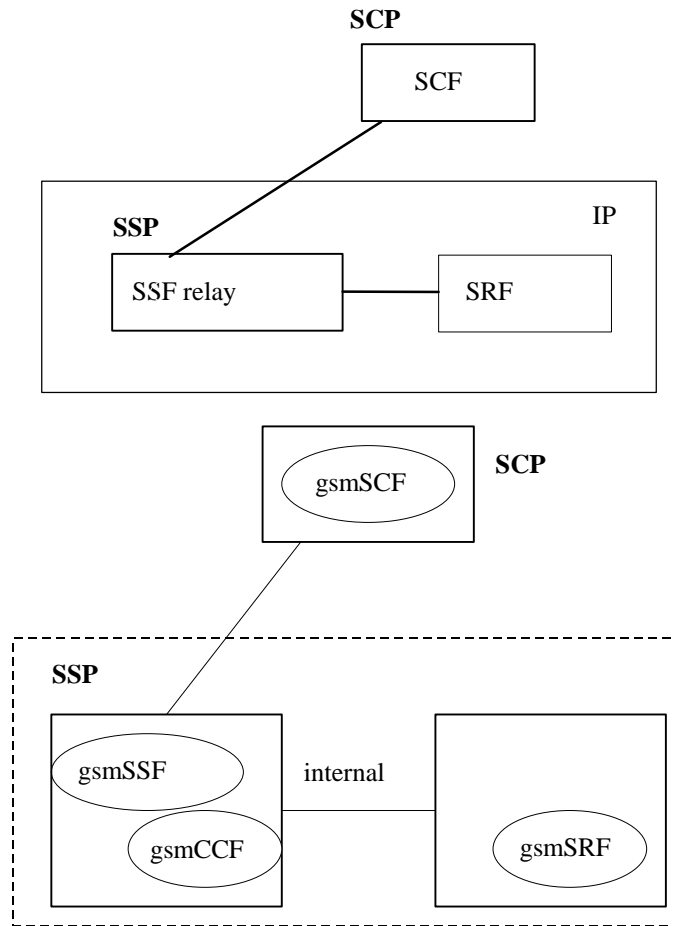 SCP
SCF
IP
SSP
SSF relay
SRF
SCP
gsmSCF
SSP
gsmSSF
internal
gsmCCF
gsmSRF